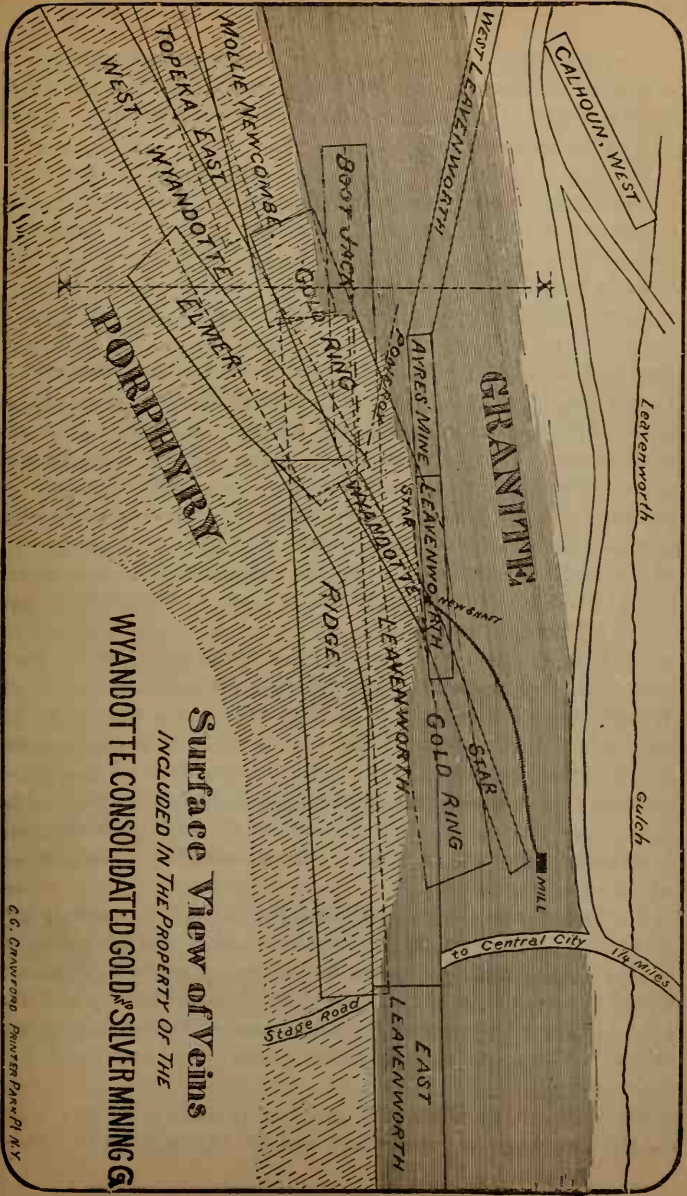 CALHOUN, WEST
Leavenworth Gulch
WEST LEAVENWORTH
GRANITE
to Central City 1¼ Miles
MILL
MOLLIE NEWCOMBE
TOPEKA EAST
WEST WYANDOTTE
BOOT JACK
GOLD RING
POMEROY
AYRES' MINE
LEAVENWORTH
STAR
WYANDOTTE
NEW SHAFT
STAR
GOLD RING
LEAVENWORTH
ELMER
RIDGE
PORPHYRY
EAST
LEAVENWORTH
Stage Road
Surface View of Veins
INCLUDED IN THE PROPERTY OF THE
WYANDOTTE CONSOLIDATED GOLD AND SILVER MINING G
C.G. CRAWFORD PRINTER PARK PL N.Y.
X
X